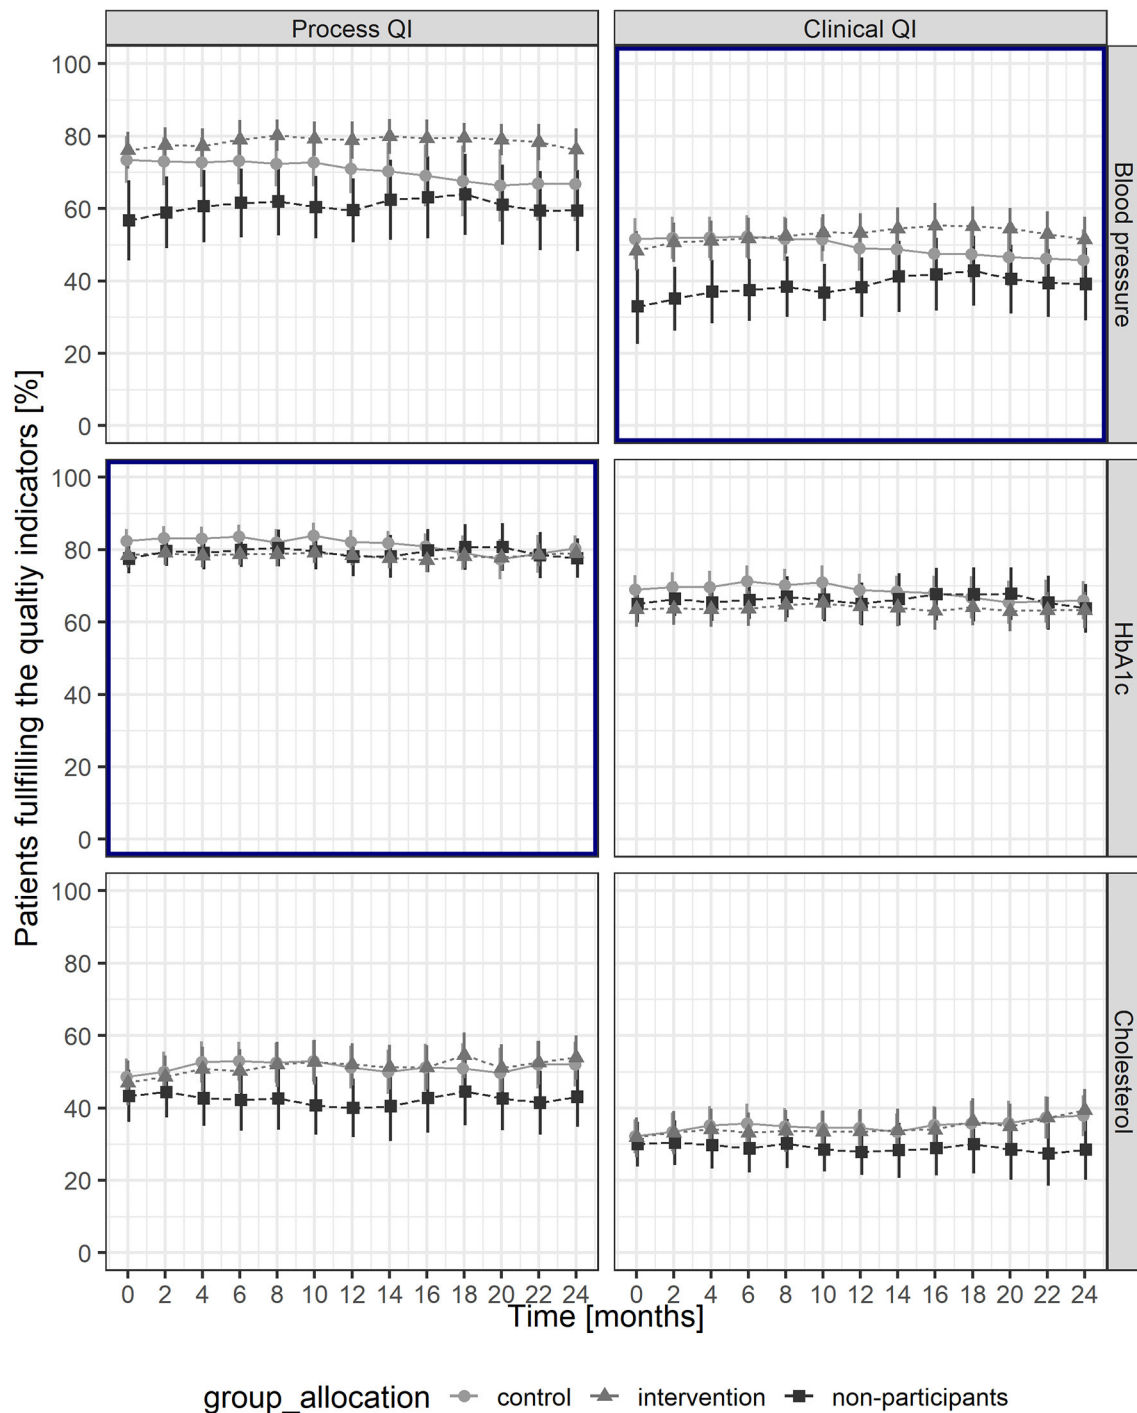 Process QI
Clinical QI
100
80
60
40
20
0
Blood pressure
Patients fullfilling the qualtiy indicators [%]
100
80
60
40
20
0
HbA1c
100
80
60
40
20
0
Cholesterol
0 2 4 6 8 10 12 14 16 18 20 22 24
0 2 4 6 8 10 12 14 16 18 20 22 24
Time [months]
group_allocation control intervention non-participants